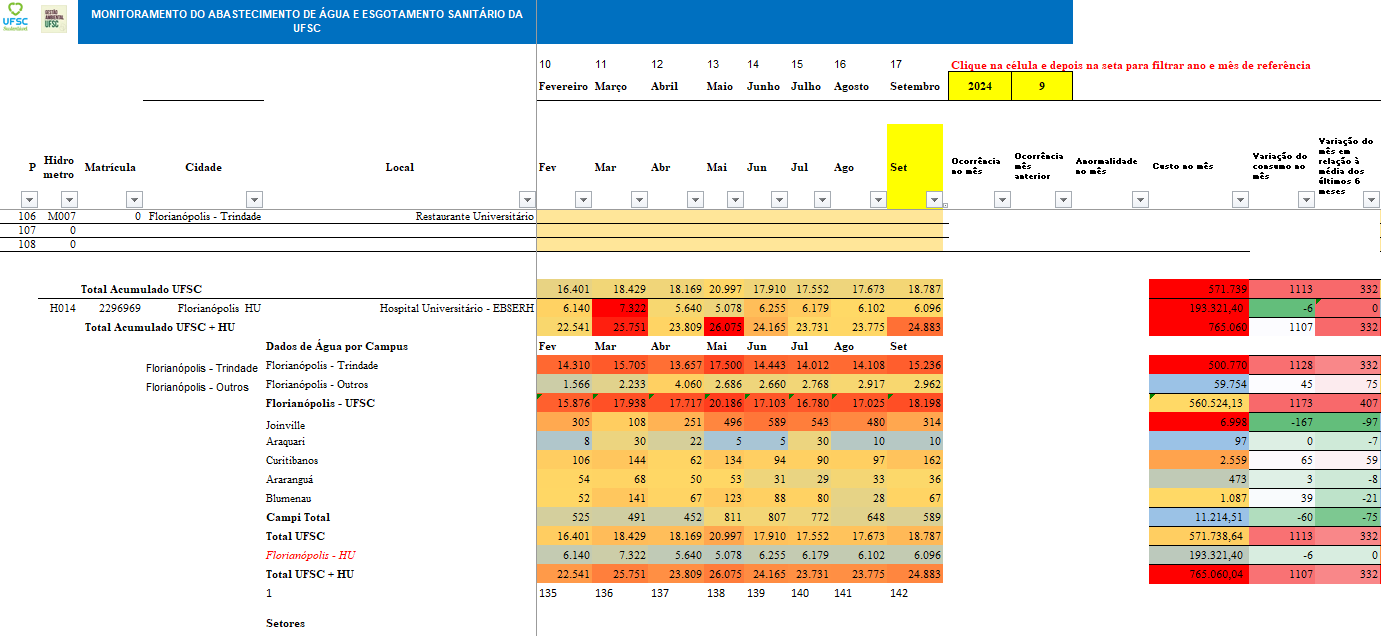 UFSC
Sustentável
GESTÃO
AMBIENTAL
UFSC
MONITORAMENTO DO ABASTECIMENTO DE ÁGUA E ESGOTAMENTO SANITÁRIO DA
UFSC
10 11 12 13 14 15 16 17
Clique na célula e depois na seta para filtrar ano e mês de referência
Fevereiro Março Abril Maio Junho Julho Agosto Setembro 2024 9
P Hidro metro Matrícula Cidade Local Fev Mar Abr Mai Jun Jul Ago Set Ocorrência no mês Ocorrência mês anterior Anormalidade no mês Custo no mês Variação do consumo no mês Variação do mês em relação à média dos últimos 6 meses
106 M007 0 Florianópolis - Trindade Restaurante Universitário
107 0
108 0
Total Acumulado UFSC 16.401 18.429 18.169 20.997 17.910 17.552 17.673 18.787 571.739 1113 332
H014 2296969 Florianópolis HU Hospital Universitário - EBSERH 6.140 7.322 5.640 5.078 6.255 6.179 6.102 6.096 193.321,40 -6 0
Total Acumulado UFSC + HU 22.541 25.751 23.809 26.075 24.165 23.731 23.775 24.883 765.060 1107 332
Dados de Água por Campus Fev Mar Abr Mai Jun Jul Ago Set
Florianópolis - Trindade Florianópolis - Trindade 14.310 15.705 13.657 17.500 14.443 14.012 14.108 15.236 500.770 1128 332
Florianópolis - Outros Florianópolis - Outros 1.566 2.233 4.060 2.686 2.660 2.768 2.917 2.962 59.754 45 75
Florianópolis - UFSC 15.876 17.938 17.717 20.186 17.103 16.780 17.025 18.198 560.524,13 1173 407
Joinville 305 108 251 496 589 543 480 314 6.998 -167 -97
Araquari 8 30 22 5 5 30 10 10 97 0 -7
Curitibanos 106 144 62 134 94 90 97 162 2.559 65 59
Araranguá 54 68 50 53 31 29 33 36 473 3 -8
Blumenau 52 141 67 123 88 80 28 67 1.087 39 -21
Campi Total 525 491 452 811 807 772 648 589 11.214,51 -60 -75
Total UFSC 16.401 18.429 18.169 20.997 17.910 17.552 17.673 18.787 571.738,64 1113 332
Florianópolis - HU 6.140 7.322 5.640 5.078 6.255 6.179 6.102 6.096 193.321,40 -6 0
Total UFSC + HU 22.541 25.751 23.809 26.075 24.165 23.731 23.775 24.883 765.060,04 1107 332
1 135 136 137 138 139 140 141 142
Setores